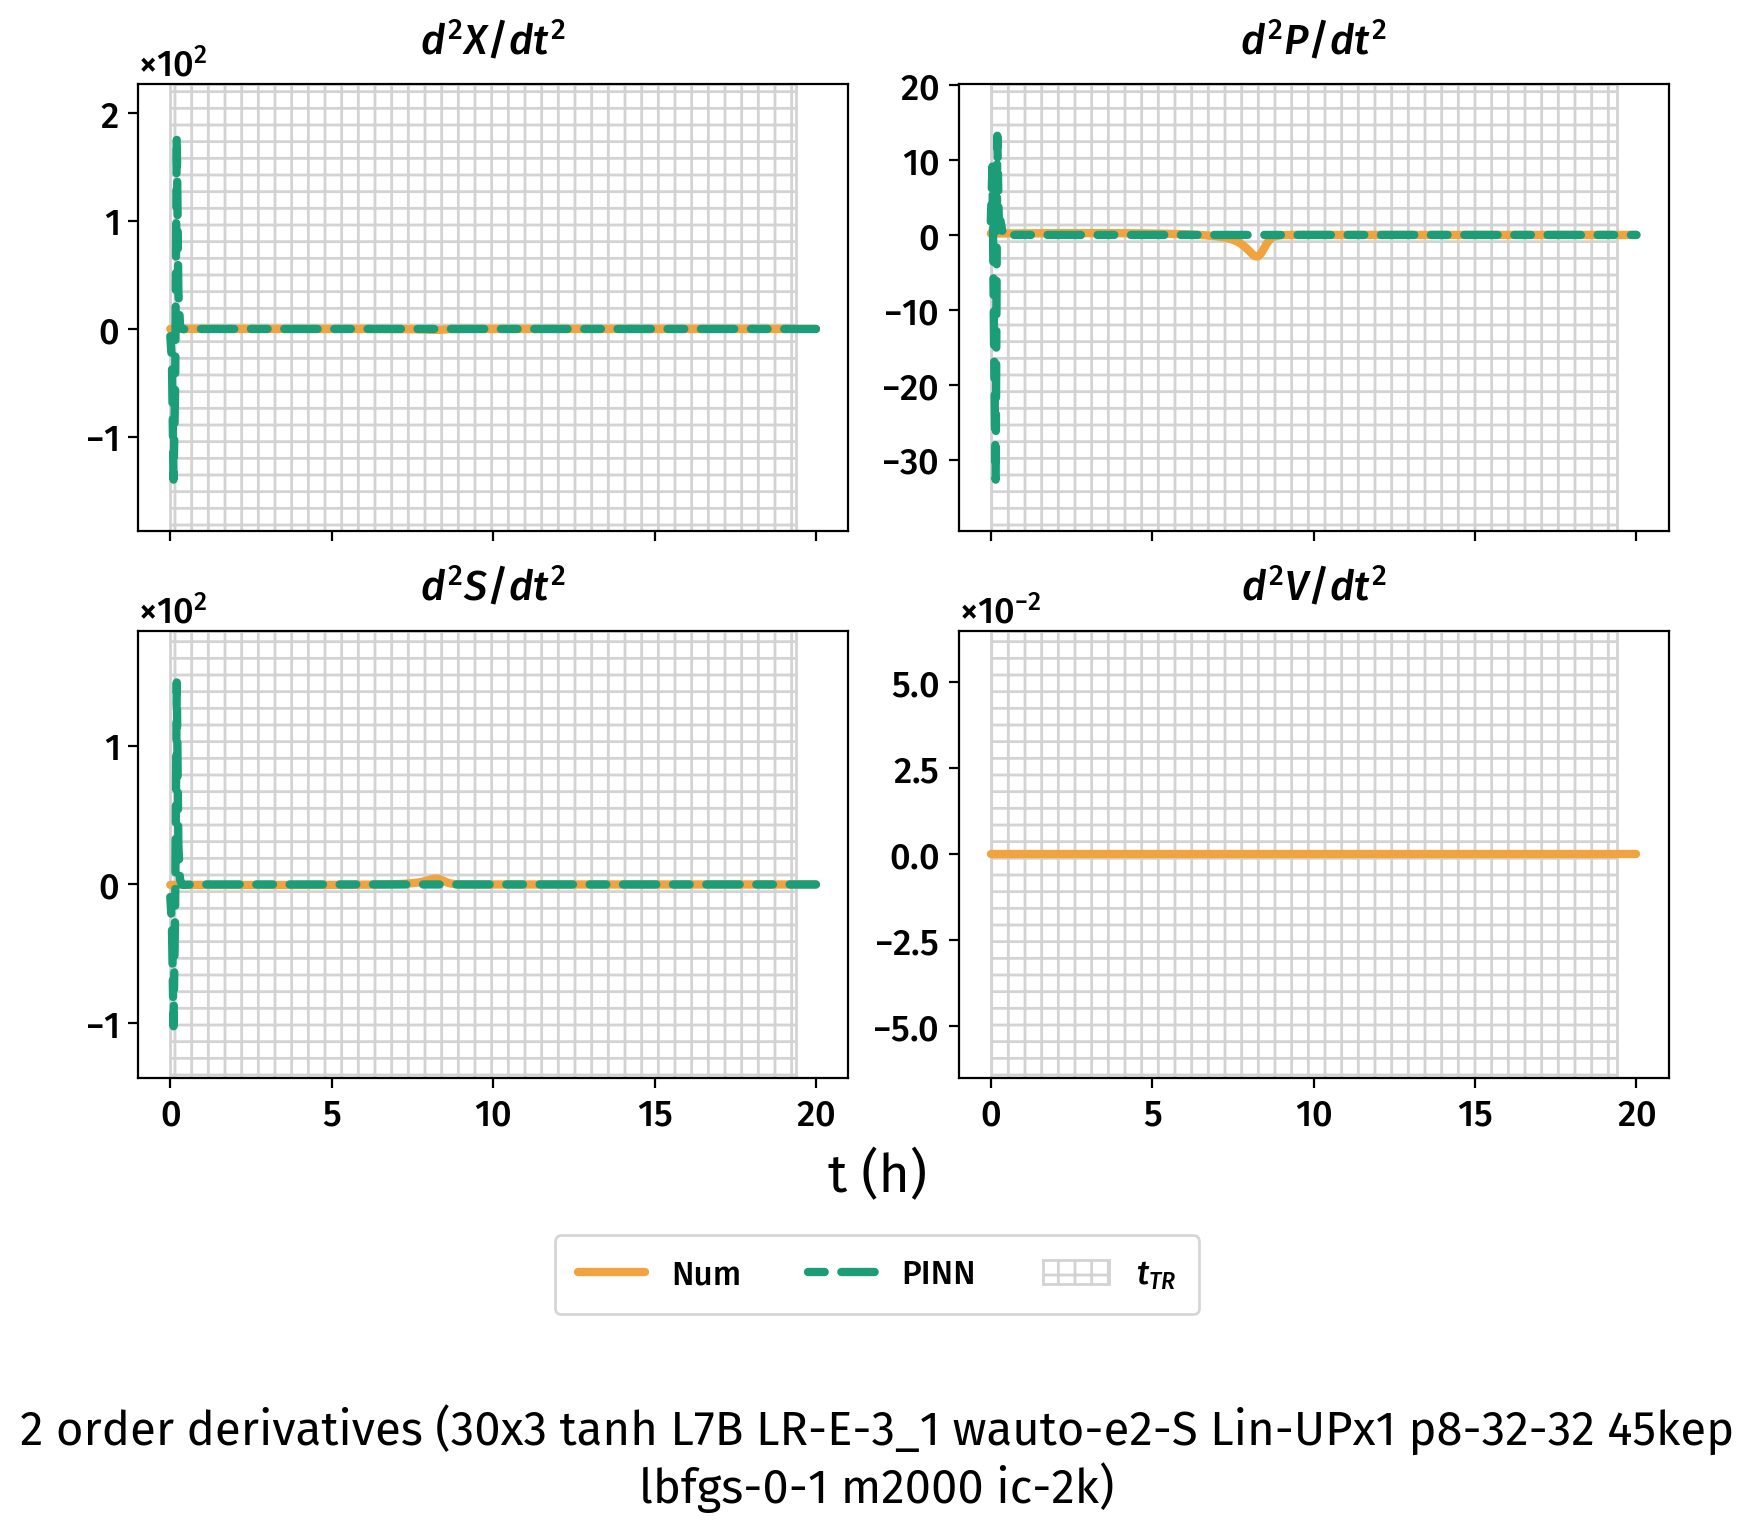 d²X/dt²
×10²
2
1
0
−1
d²P/dt²
20
10
0
−10
−20
−30
d²S/dt²
×10²
1
0
−1
0 5 10 15 20
d²V/dt²
×10⁻²
5.0
2.5
0.0
−2.5
−5.0
0 5 10 15 20
t (h)
Num PINN t_TR
2 order derivatives (30x3 tanh L7B LR-E-3_1 wauto-e2-S Lin-UPx1 p8-32-32 45kep
lbfgs-0-1 m2000 ic-2k)